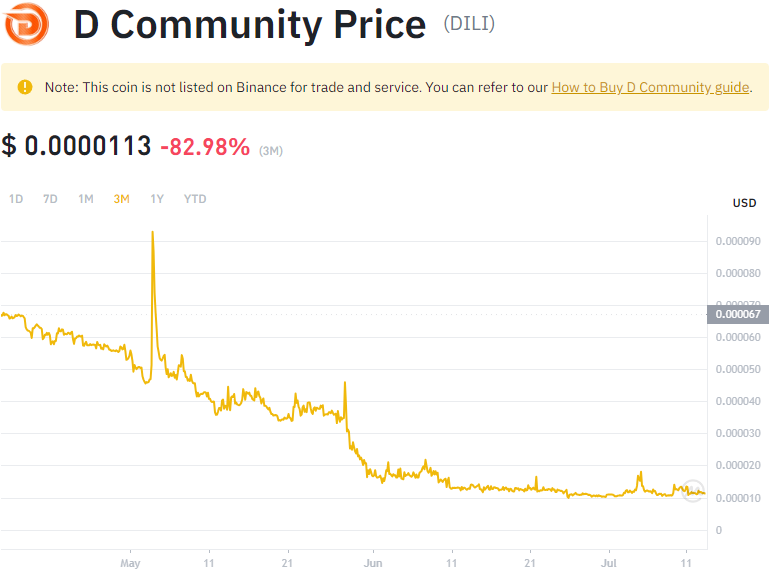 D Community Price (DILI)
Note: This coin is not listed on Binance for trade and service. You can refer to our How to Buy D Community guide.
$ 0.0000113 -82.98% (3M)
1D 7D 1M 3M 1Y YTD
USD
0.000090
0.000080
0.000067
0.000060
0.000050
0.000040
0.000030
0.000020
0.000010
0
May 11 21 Jun 11 21 Jul 11